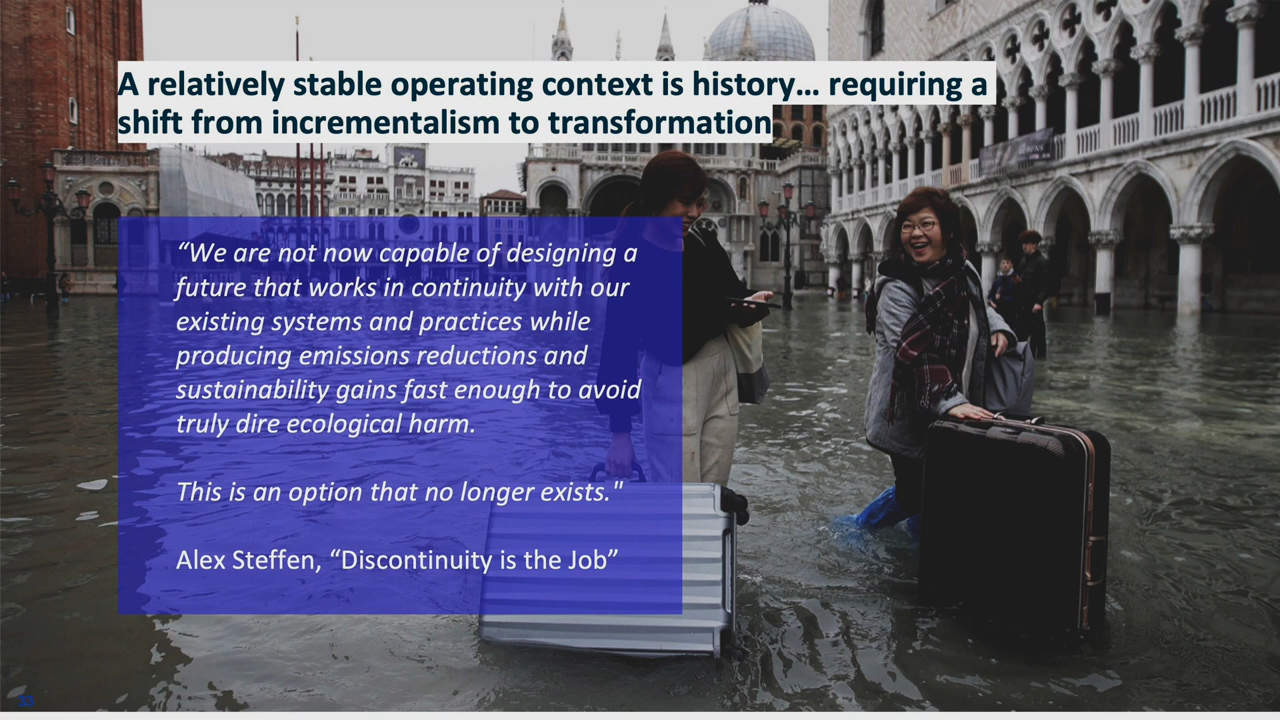 A relatively stable operating context is history… requiring a
shift from incrementalism to transformation
“We are not now capable of designing a
future that works in continuity with our
existing systems and practices while
producing emissions reductions and
sustainability gains fast enough to avoid
truly dire ecological harm.
This is an option that no longer exists."
Alex Steffen, “Discontinuity is the Job”
33